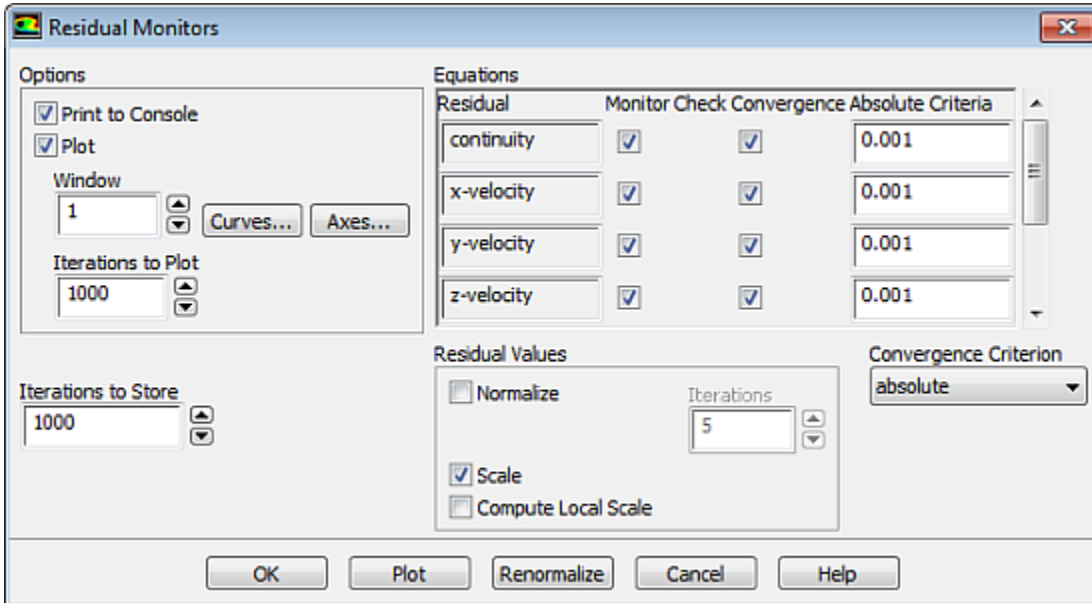 Residual Monitors
Options
Print to Console
Plot
Window
1
Curves... Axes...
Iterations to Plot
1000
Iterations to Store
1000
Equations
Residual Monitor Check Convergence Absolute Criteria
continuity 0.001
x-velocity 0.001
y-velocity 0.001
z-velocity 0.001
Residual Values
Normalize
Iterations
5
Scale
Compute Local Scale
Convergence Criterion
absolute
OK Plot Renormalize Cancel Help